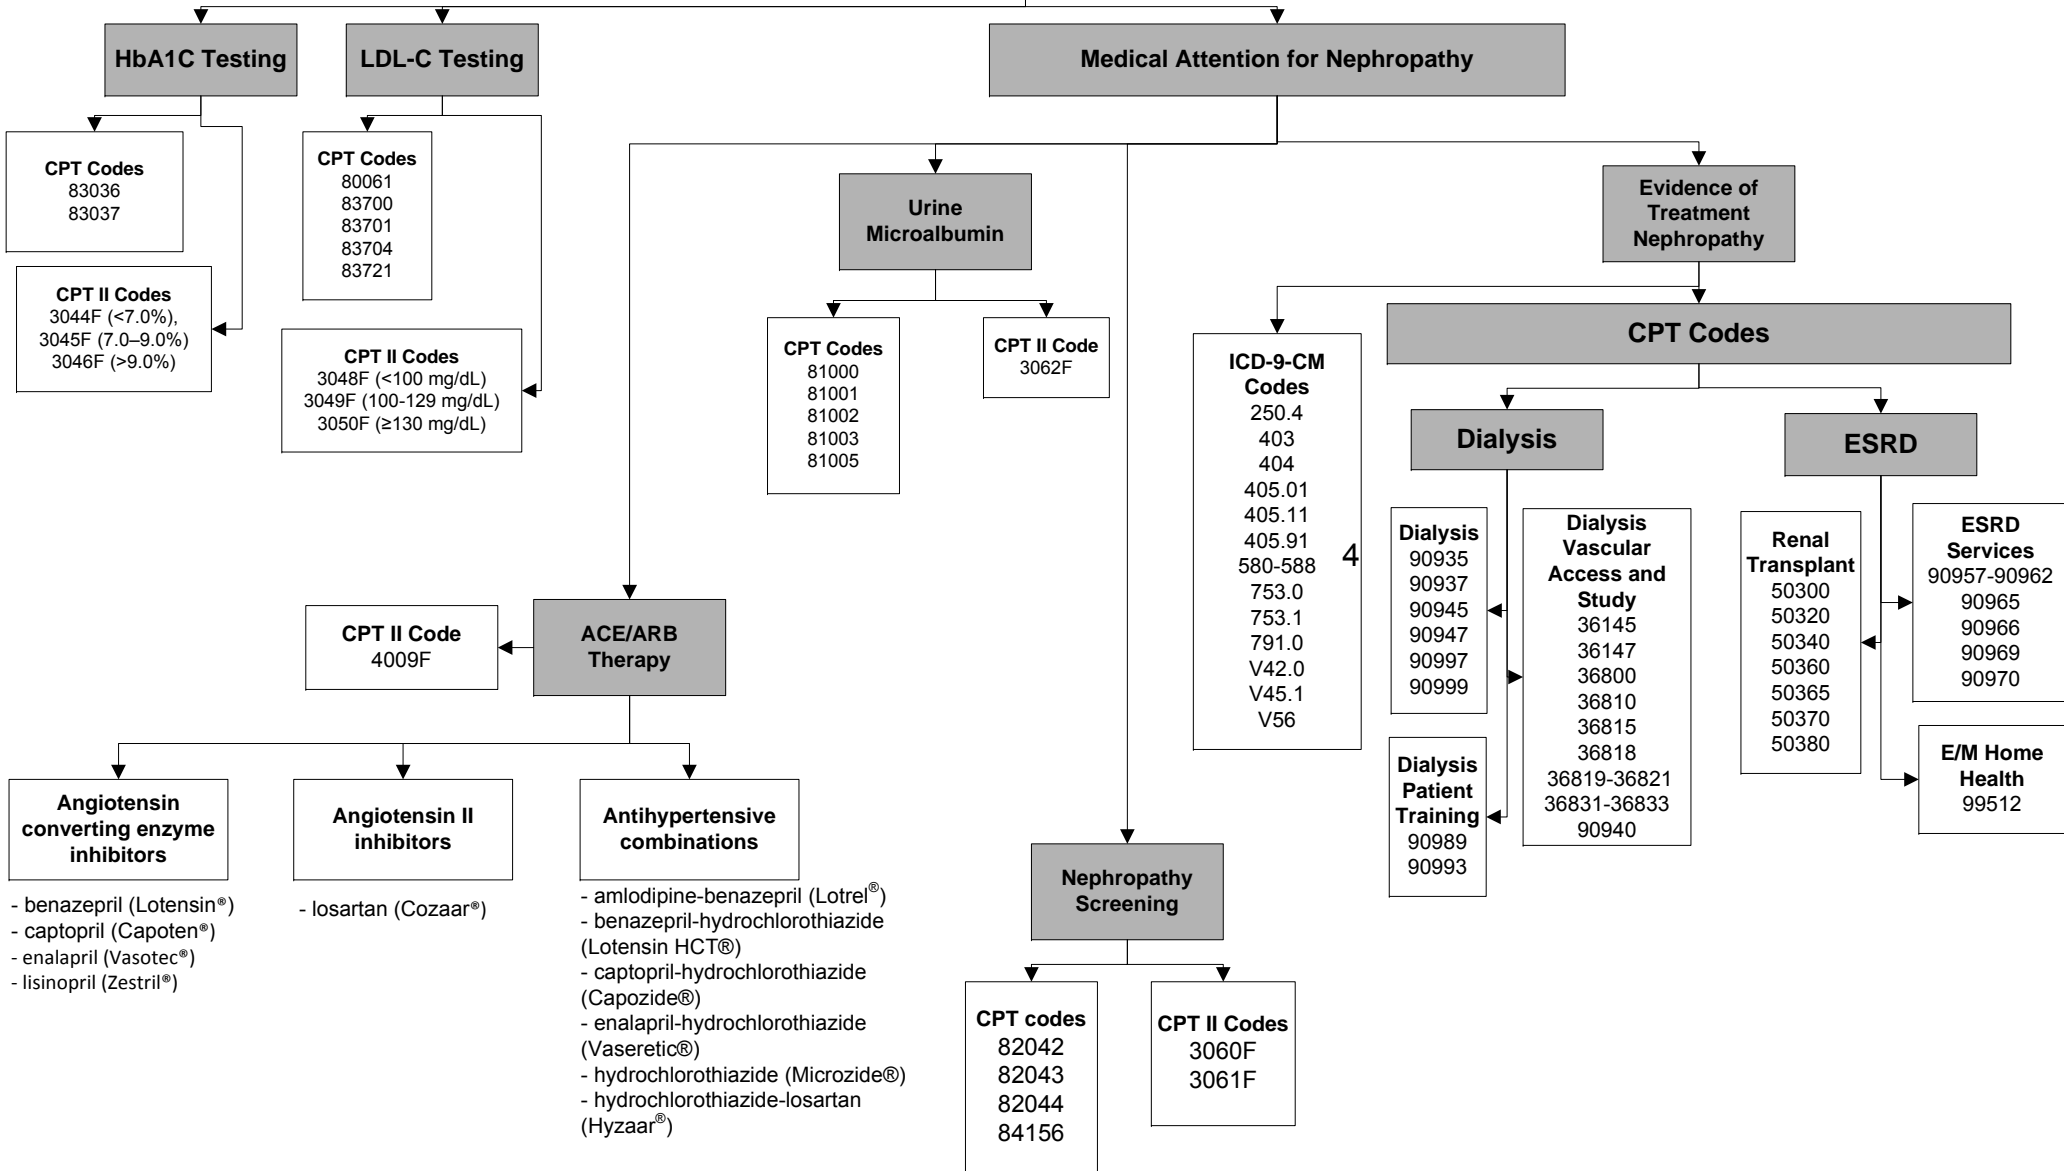 HbA1C Testing
LDL-C Testing
Medical Attention for Nephropathy
CPT Codes
83036
83037
CPT II Codes
3044F (<7.0%),
3045F (7.0–9.0%)
3046F (>9.0%)
CPT Codes
80061
83700
83701
83704
83721
CPT II Codes
3048F (<100 mg/dL)
3049F (100-129 mg/dL)
3050F (≥130 mg/dL)
Urine
Microalbumin
CPT Codes
81000
81001
81002
81003
81005
CPT II Code
3062F
Evidence of
Treatment
Nephropathy
ICD-9-CM
Codes
250.4
403
404
405.01
405.11
405.91
580-588
753.0
753.1
791.0
V42.0
V45.1
V56
4
CPT Codes
Dialysis
ESRD
Dialysis
90935
90937
90945
90947
90997
90999
Dialysis
Patient
Training
90989
90993
Dialysis
Vascular
Access and
Study
36145
36147
36800
36810
36815
36818
36819-36821
36831-36833
90940
Renal
Transplant
50300
50320
50340
50360
50365
50370
50380
ESRD
Services
90957-90962
90965
90966
90969
90970
E/M Home
Health
99512
CPT II Code
4009F
ACE/ARB
Therapy
Angiotensin
converting enzyme
inhibitors
- benazepril (Lotensin®)
- captopril (Capoten®)
- enalapril (Vasotec®)
- lisinopril (Zestril®)
Angiotensin II
inhibitors
- losartan (Cozaar®)
Antihypertensive
combinations
- amlodipine-benazepril (Lotrel®)
- benazepril-hydrochlorothiazide
(Lotensin HCT®)
- captopril-hydrochlorothiazide
(Capozide®)
- enalapril-hydrochlorothiazide
(Vaseretic®)
- hydrochlorothiazide (Microzide®)
- hydrochlorothiazide-losartan
(Hyzaar®)
Nephropathy
Screening
CPT codes
82042
82043
82044
84156
CPT II Codes
3060F
3061F